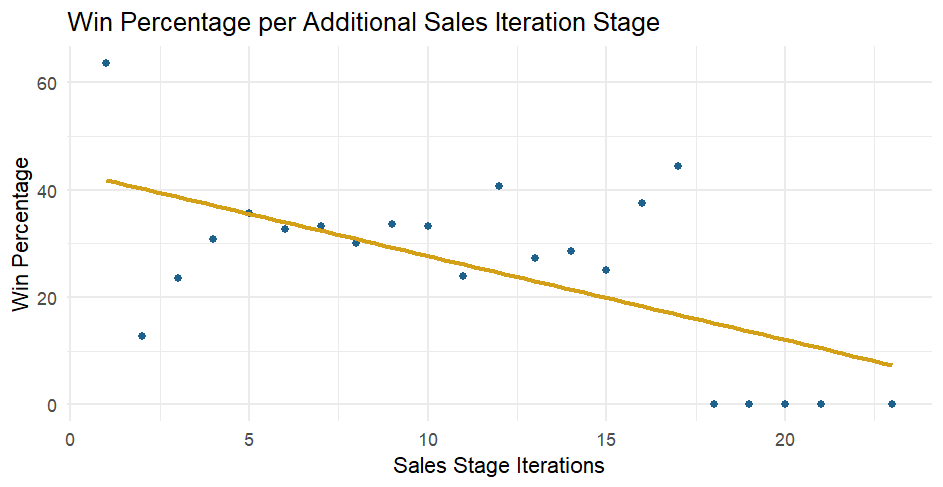 Win Percentage per Additional Sales Iteration Stage
60
40
20
0
Win Percentage
0 5 10 15 20
Sales Stage Iterations